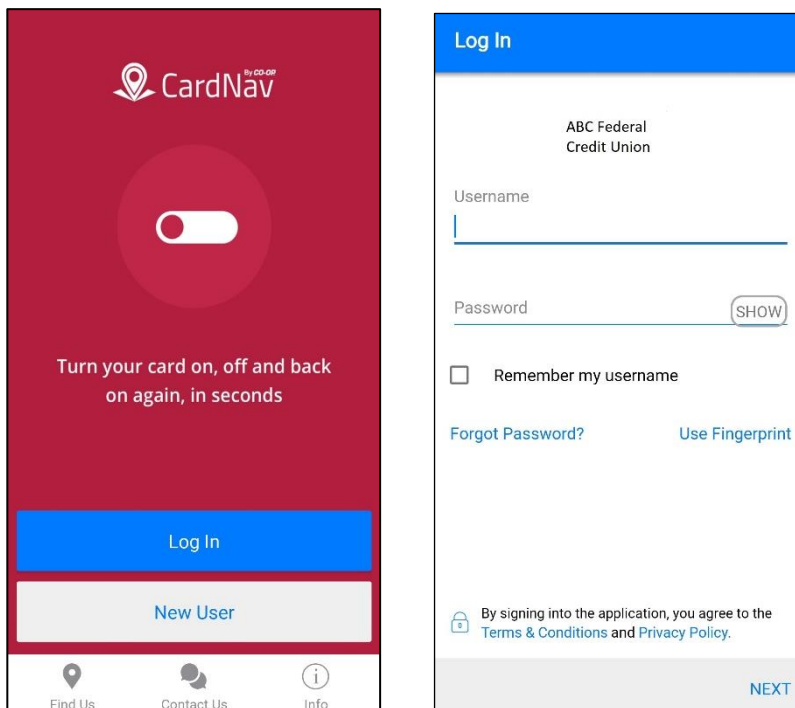 CardNav
By CO-OP
Turn your card on, off and back
on again, in seconds
Log In
New User
Find Us
Contact Us
Info
Log In
ABC Federal
Credit Union
Username
Password
SHOW
Remember my username
Forgot Password?
Use Fingerprint
By signing into the application, you agree to the
Terms & Conditions and Privacy Policy.
NEXT